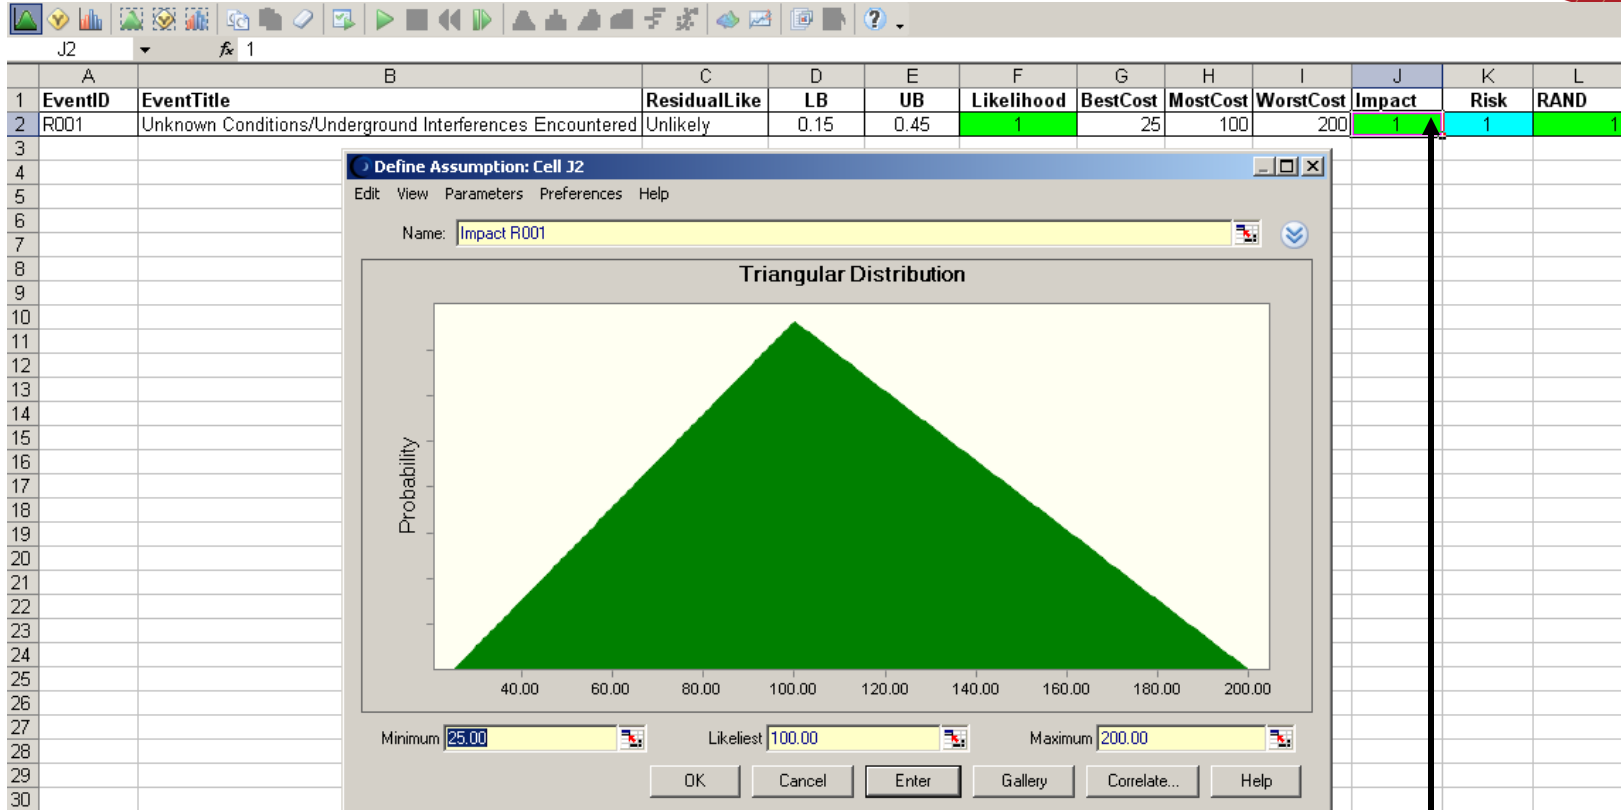 J2 fx 1
A B C D E F G H I J K L
1 EventID EventTitle ResidualLike LB UB Likelihood BestCost MostCost WorstCost Impact Risk RAND
2 R001 Unknown Conditions/Underground Interferences Encountered Unlikely 0.15 0.45 1 25 100 200 1 1 1
3
4
5
6
7
8
9
10
11
12
13
14
15
16
17
18
19
20
21
22
23
24
25
26
27
28
29
30
Define Assumption: Cell J2
Edit View Parameters Preferences Help
Name: Impact R001
Triangular Distribution
Probability
40.00 60.00 80.00 100.00 120.00 140.00 160.00 180.00 200.00
Minimum 25.00 Likeliest 100.00 Maximum 200.00
OK Cancel Enter Gallery Correlate... Help